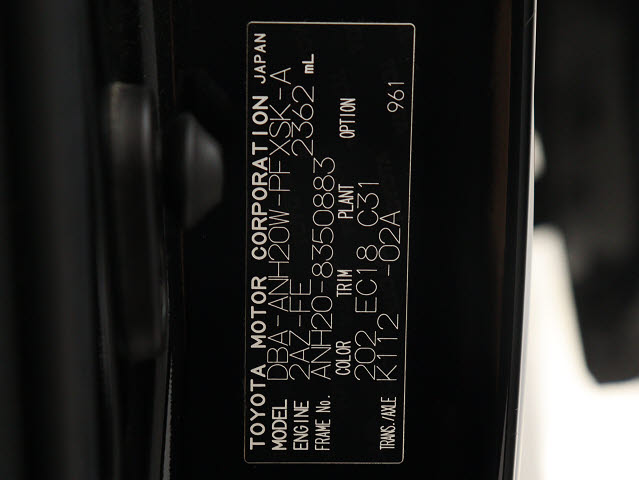 TOYOTA MOTOR CORPORATION JAPAN
MODEL DBA-ANH20W-PFXSK-A
ENGINE 2AZ-FE 2362 mL
FRAME No. ANH20-8350883
COLOR TRIM PLANT OPTION
202 EC18 C31
TRANS./AXLE K112 -02A 961